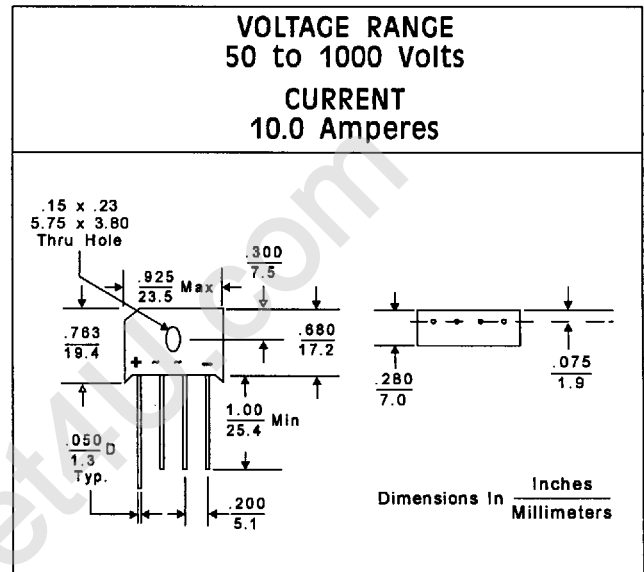 VOLTAGE RANGE
50 to 1000 Volts
CURRENT
10.0 Amperes
.15 x .23
5.75 x 3.80
Thru Hole
.925
23.5
Max
.300
7.5
.763
19.4
.680
17.2
+ ~ ~ -
.280
7.0
.075
1.9
1.00
25.4
Min
.050
1.3
D
Typ.
.200
5.1
Dimensions In Inches
Millimeters
et4U.com